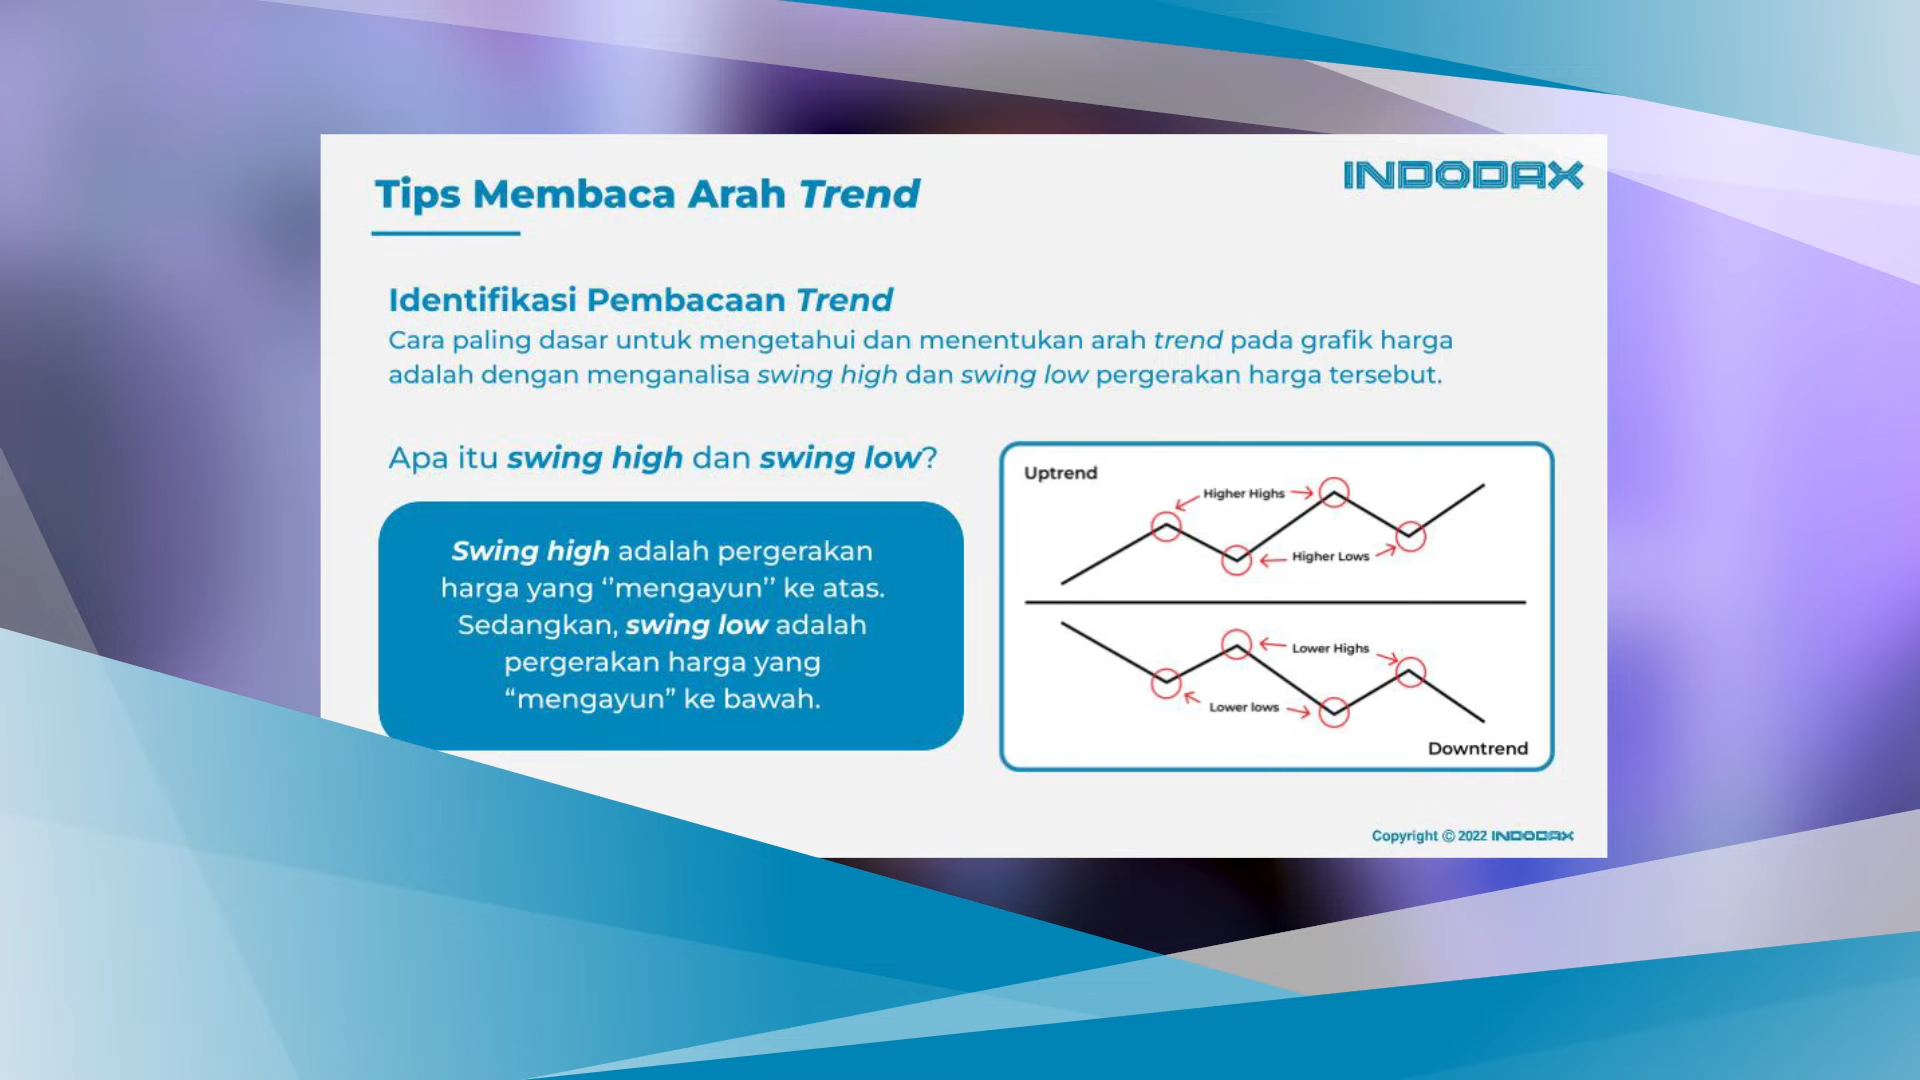 INDODAX
Tips Membaca Arah Trend
Identifikasi Pembacaan Trend
Cara paling dasar untuk mengetahui dan menentukan arah trend pada grafik harga
adalah dengan menganalisa swing high dan swing low pergerakan harga tersebut.
Apa itu swing high dan swing low?
Swing high adalah pergerakan
harga yang ‘’mengayun’’ ke atas.
Sedangkan, swing low adalah
pergerakan harga yang
“mengayun” ke bawah.
Uptrend
Higher Highs
Higher Lows
Lower Highs
Lower lows
Downtrend
Copyright © 2022 INDODAX